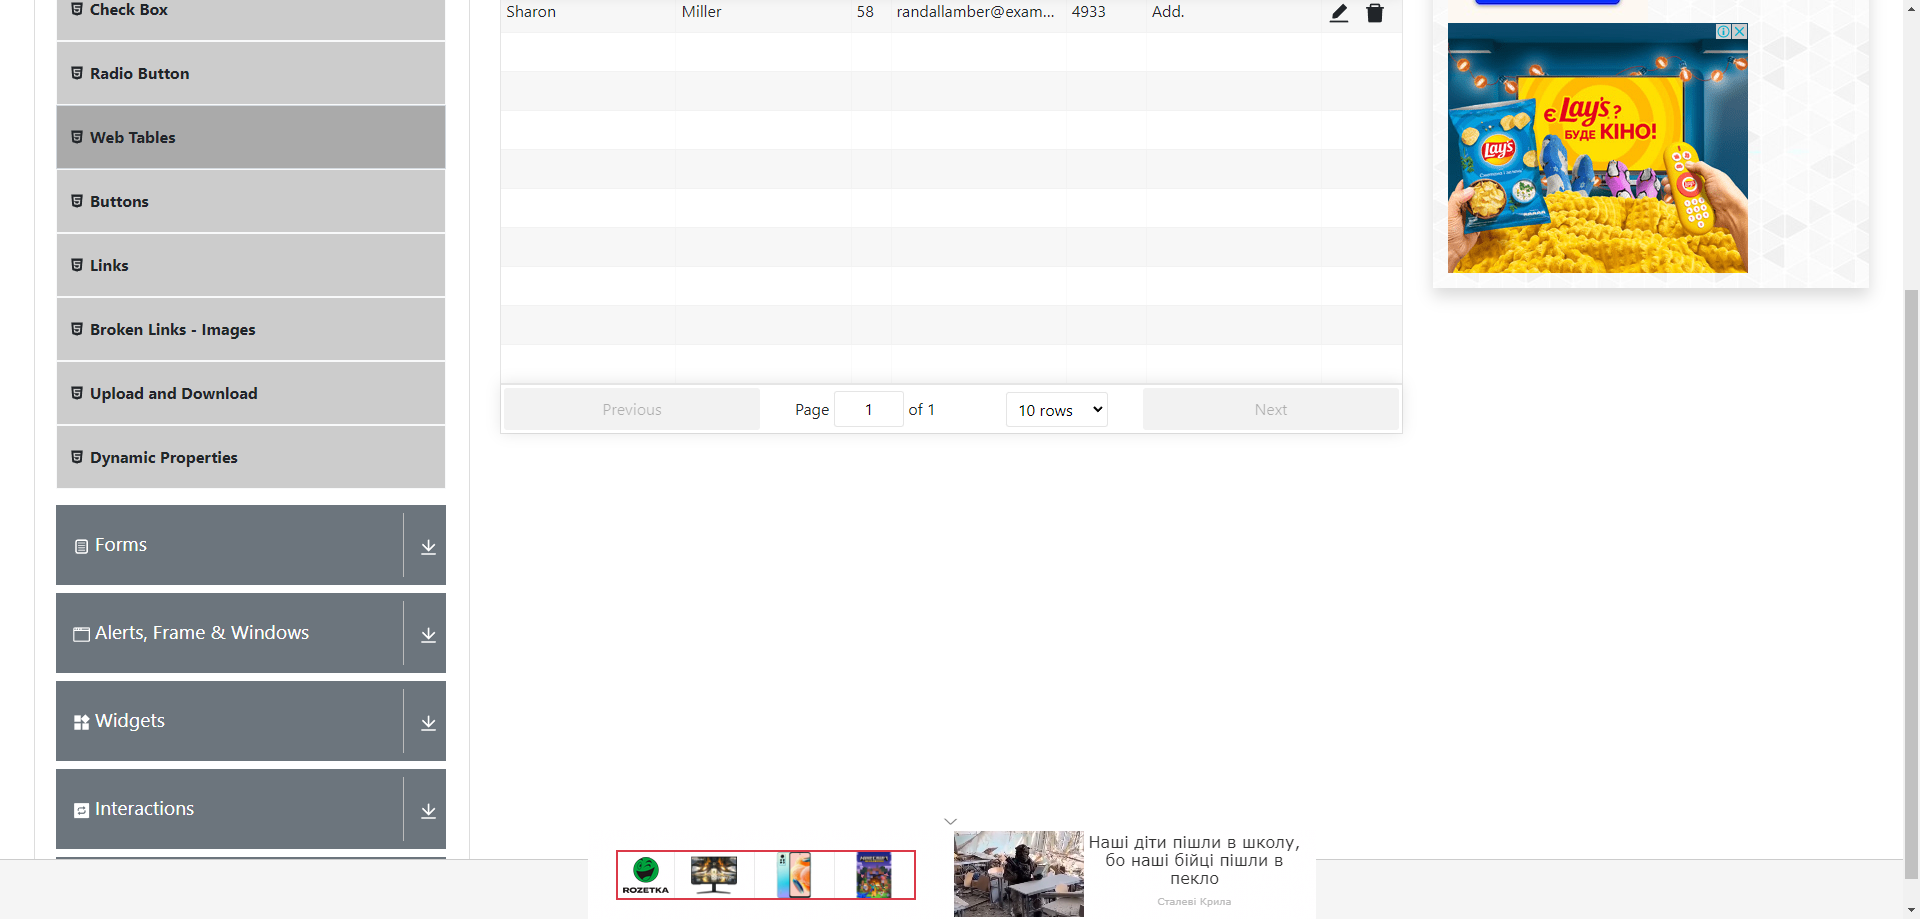 Check Box
Radio Button
Web Tables
Buttons
Links
Broken Links - Images
Upload and Download
Dynamic Properties
Forms
Alerts, Frame & Windows
Widgets
Interactions
Sharon Miller 58 randallamber@exam... 4933 Add.
Previous Page 1 of 1 10 rows Next
є Lay's ?
БУДЕ КІНО!
Lay's
ROZETKA
Наші діти пішли в школу,
бо наші бійці пішли в
пекло
Сталеві Крила